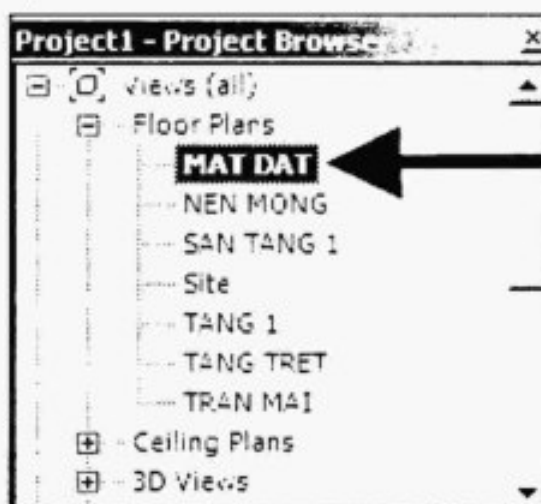 Project1 - Project Browse
Views (all)
Floor Plans
MAT DAT
NEN MONG
SAN TANG 1
Site
TANG 1
TANG TRET
TRAN MAI
Ceiling Plans
3D Views